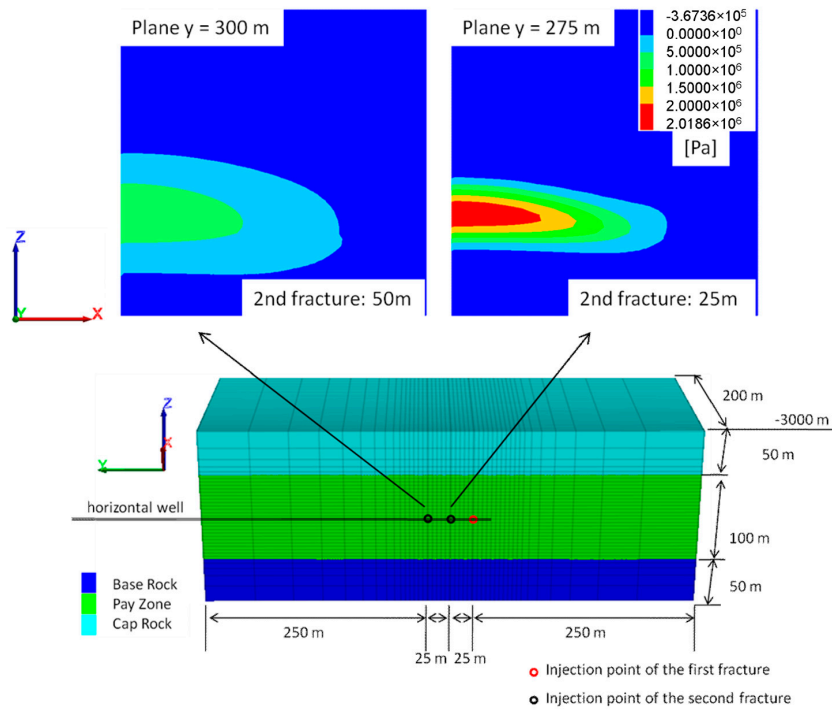 Plane y = 300 m
Plane y = 275 m
-3.6736×10⁵
0.0000×10⁰
5.0000×10⁵
1.0000×10⁶
1.5000×10⁶
2.0000×10⁶
2.0186×10⁶
[Pa]
Z
Y
X
2nd fracture: 50m
2nd fracture: 25m
200 m
-3000 m
Z
X
Y
50 m
horizontal well
100 m
Base Rock
Pay Zone
Cap Rock
50 m
250 m
250 m
25 m 25 m
Injection point of the first fracture
Injection point of the second fracture